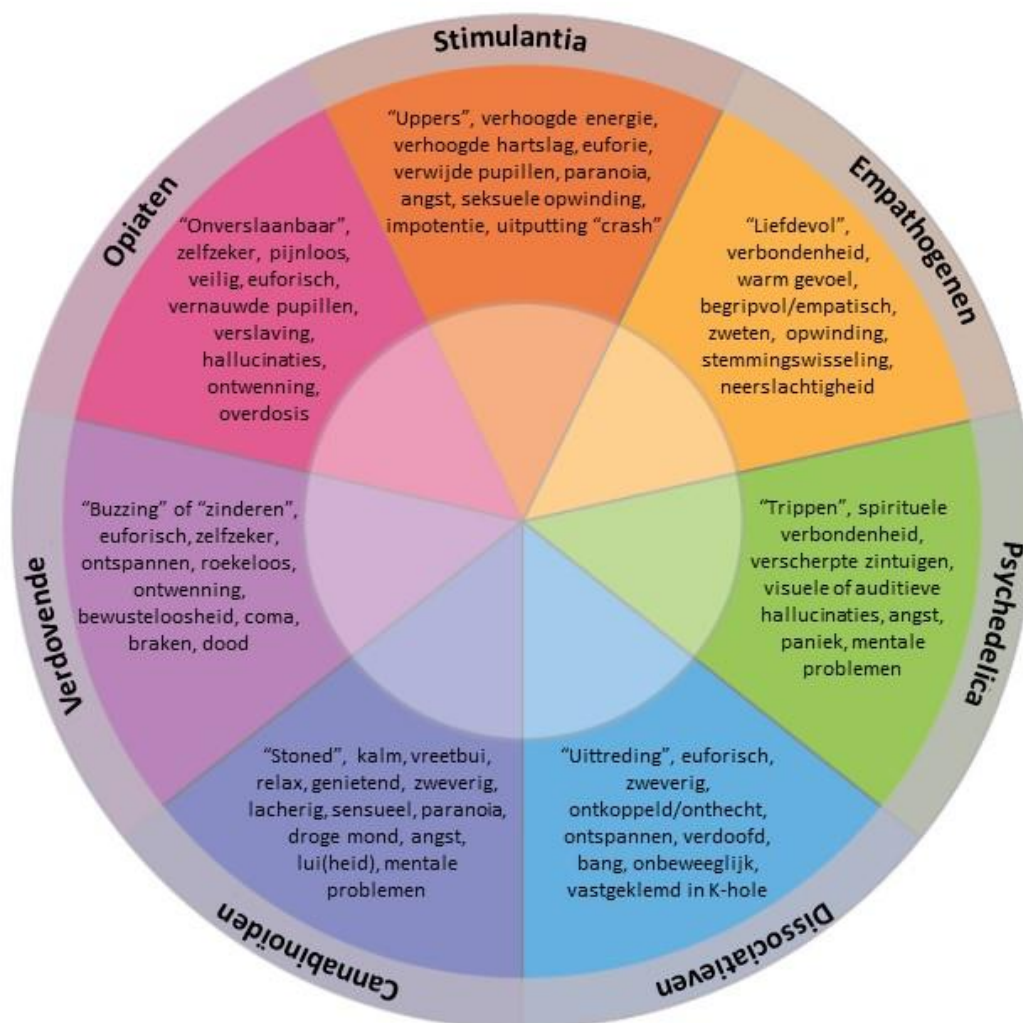 Stimulantia
“Uppers”, verhoogde energie,
verhoogde hartslag, euforie,
verwijde pupillen, paranoia,
angst, seksuele opwinding,
impotentie, uitputting “crash”
Empathogenen
“Liefdevol”,
verbondenheid,
warm gevoel,
begripvol/empatisch,
zweten, opwinding,
stemmingswisseling,
neerslachtigheid
Psychedelica
“Trippen”, spirituele
verbondenheid,
verscherpte zintuigen,
visuele of auditieve
hallucinaties, angst,
paniek, mentale
problemen
Dissociatieven
“Uittreding”, euforisch,
zweverig,
ontkoppeld/onthecht,
ontspannen, verdoofd,
bang, onbeweeglijk,
vastgeklemd in K-hole
Cannabinoïden
“Stoned”, kalm, vreetbui,
relax, genietend, zweverig,
lacherig, sensueel, paranoia,
droge mond, angst,
lui(heid), mentale
problemen
Verdovende
“Buzzing” of “zinderen”,
euforisch, zelfzeker,
ontspannen, roekeloos,
ontwenning,
bewusteloosheid, coma,
braken, dood
Opiaten
“Onverslaanbaar”,
zelfzeker, pijnloos,
veilig, euforisch,
vernauwde pupillen,
verslaving,
hallucinaties,
ontwenning,
overdosis